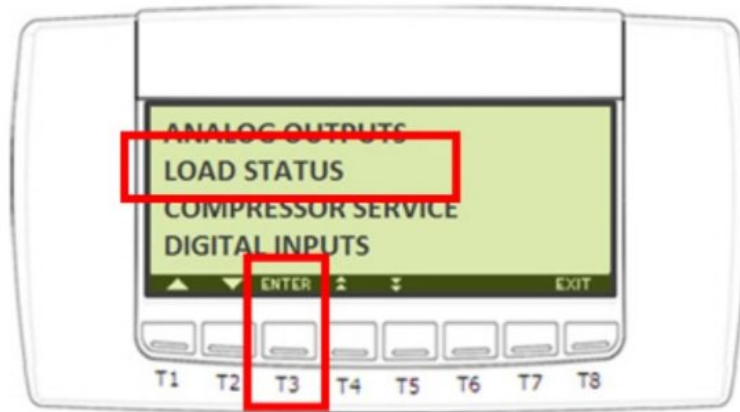 ANALOG OUTPUTS
LOAD STATUS
COMPRESSOR SERVICE
DIGITAL INPUTS
ENTER EXIT
T1 T2 T3 T4 T5 T6 T7 T8